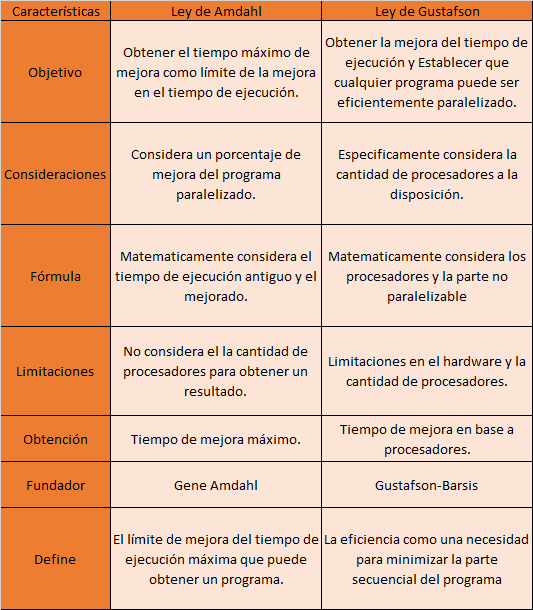 Características Ley de Amdahl Ley de Gustafson
Objetivo
Obtener el tiempo máximo de
mejora como límite de la mejora
en el tiempo de ejecución.
Obtener la mejora del tiempo de
ejecución y Establecer que
cualquier programa puede ser
eficientemente paralelizado.
Consideraciones
Considera un porcentaje de
mejora del programa
paralelizado.
Especificamente considera la
cantidad de procesadores a la
disposición.
Fórmula
Matematicamente considera el
tiempo de ejecución antiguo y el
mejorado.
Matematicamente considera los
procesadores y la parte no
paralelizable
Limitaciones
No considera el la cantidad de
procesadores para obtener un
resultado.
Limitaciones en el hardware y la
cantidad de procesadores.
Obtención
Tiempo de mejora máximo.
Tiempo de mejora en base a
procesadores.
Fundador
Gene Amdahl
Gustafson-Barsis
Define
El límite de mejora del tiempo de
ejecución máxima que puede
obtener un programa.
La eficiencia como una necesidad
para minimizar la parte
secuencial del programa